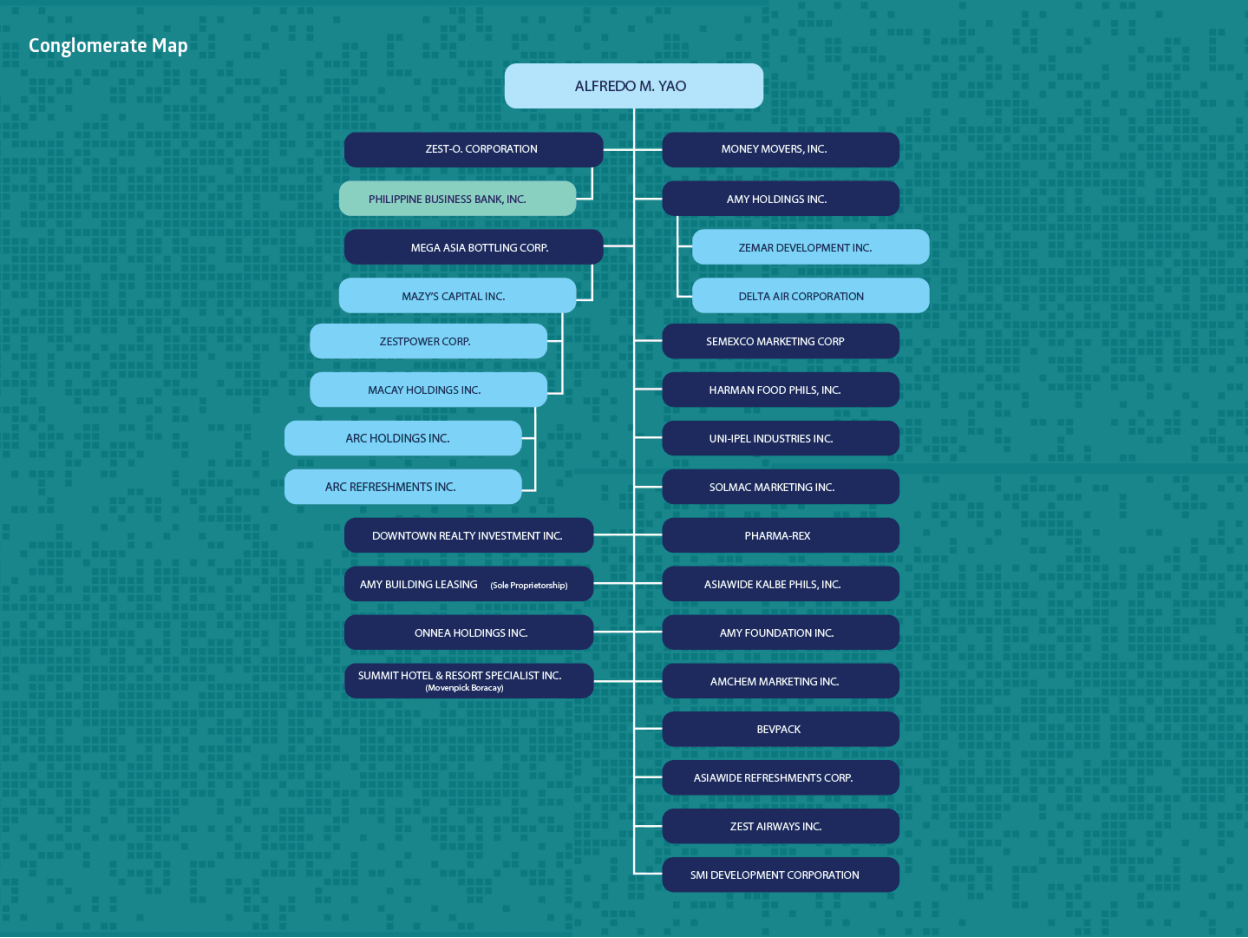 Conglomerate Map
ALFREDO M. YAO
ZEST-O. CORPORATION
PHILIPPINE BUSINESS BANK, INC.
MEGA ASIA BOTTLING CORP.
MAZY'S CAPITAL INC.
ZESTPOWER CORP.
MACAY HOLDINGS INC.
ARC HOLDINGS INC.
ARC REFRESHMENTS INC.
DOWNTOWN REALTY INVESTMENT INC.
AMY BUILDING LEASING (Sole Proprietorship)
ONNEA HOLDINGS INC.
SUMMIT HOTEL & RESORT SPECIALIST INC.
(Movenpick Boracay)
MONEY MOVERS, INC.
AMY HOLDINGS INC.
ZEMAR DEVELOPMENT INC.
DELTA AIR CORPORATION
SEMEXCO MARKETING CORP
HARMAN FOOD PHILS, INC.
UNI-IPEL INDUSTRIES INC.
SOLMAC MARKETING INC.
PHARMA-REX
ASIAWIDE KALBE PHILS, INC.
AMY FOUNDATION INC.
AMCHEM MARKETING INC.
BEVPACK
ASIAWIDE REFRESHMENTS CORP.
ZEST AIRWAYS INC.
SMI DEVELOPMENT CORPORATION